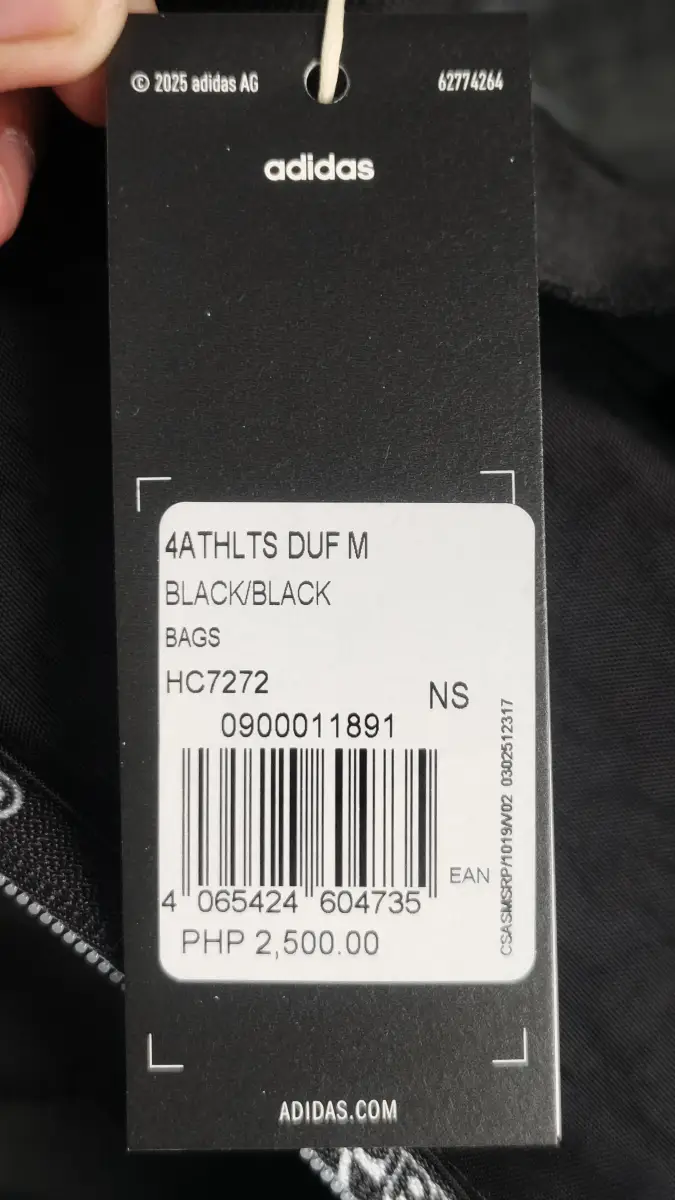 © 2025 adidas AG
62774264
adidas
4ATHLTS DUF M
BLACK/BLACK
BAGS
HC7272
NS
0900011891
CSASMSRP/1019/V02 0302512317
EAN
4 065424 604735
PHP 2,500.00
ADIDAS.COM